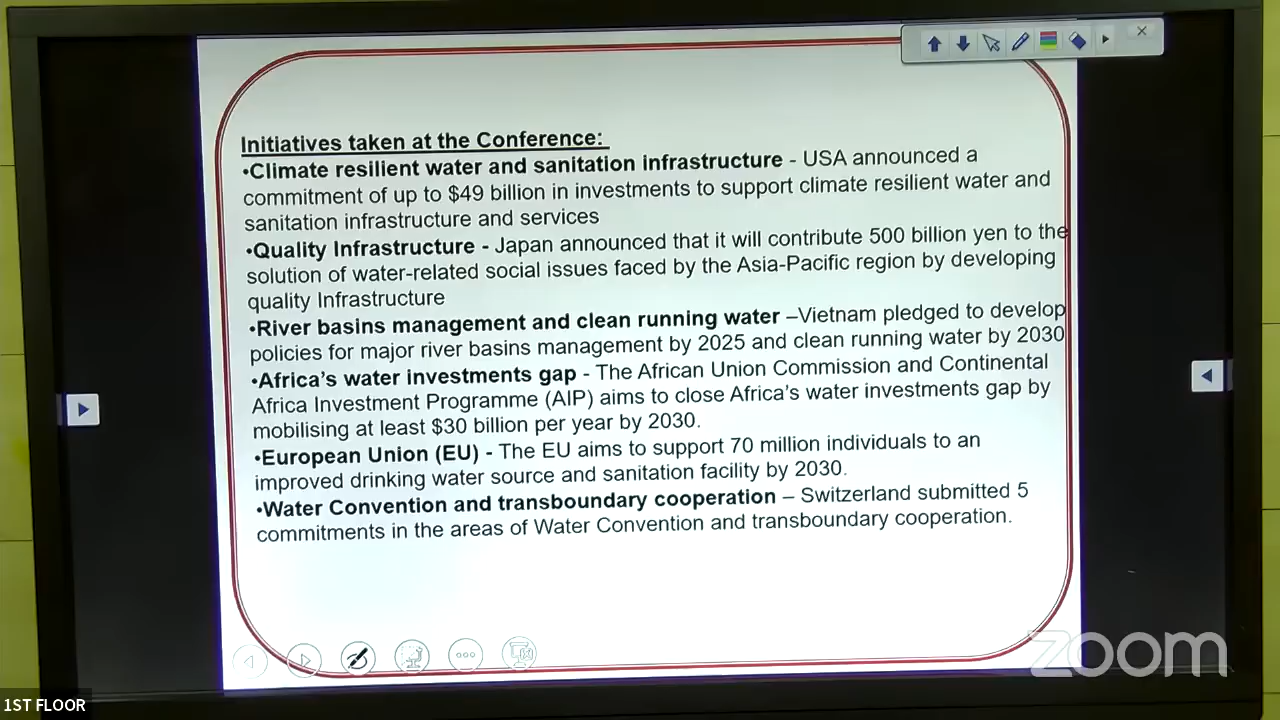 Initiatives taken at the Conference:
•Climate resilient water and sanitation infrastructure - USA announced a
commitment of up to $49 billion in investments to support climate resilient water and
sanitation infrastructure and services
•Quality Infrastructure - Japan announced that it will contribute 500 billion yen to the
solution of water-related social issues faced by the Asia-Pacific region by developing
quality Infrastructure
•River basins management and clean running water –Vietnam pledged to develop
policies for major river basins management by 2025 and clean running water by 2030
•Africa's water investments gap - The African Union Commission and Continental
Africa Investment Programme (AIP) aims to close Africa's water investments gap by
mobilising at least $30 billion per year by 2030.
•European Union (EU) - The EU aims to support 70 million individuals to an
improved drinking water source and sanitation facility by 2030.
•Water Convention and transboundary cooperation – Switzerland submitted 5
commitments in the areas of Water Convention and transboundary cooperation.
zoom
1ST FLOOR